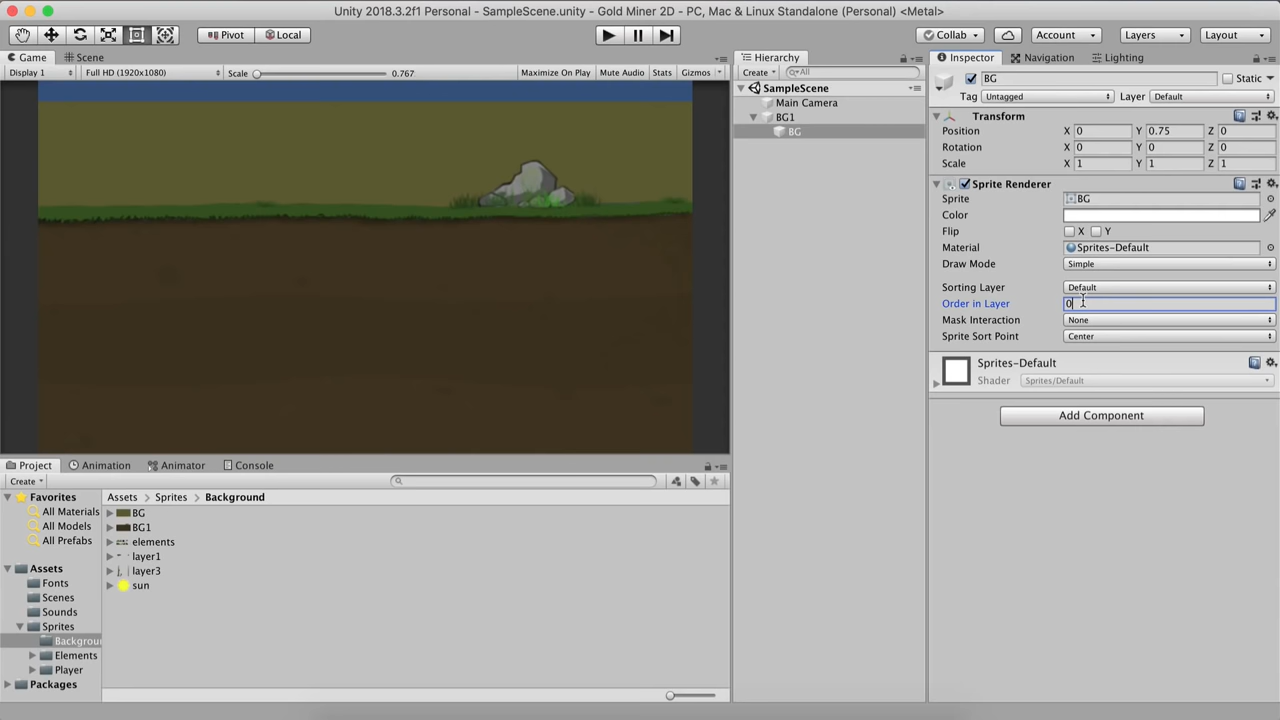 Unity 2018.3.2f1 Personal - SampleScene.unity - Gold Miner 2D - PC, Mac & Linux Standalone (Personal) <Metal>
Pivot Local Collab Account Layers Layout
Game Scene
Display 1 Full HD (1920x1080) Scale 0.767 Maximize On Play Mute Audio Stats Gizmos
Hierarchy
Create All
SampleScene
Main Camera
BG1
BG
Inspector Navigation Lighting
BG Static
Tag Untagged Layer Default
Transform
Position X 0 Y 0.75 Z 0
Rotation X 0 Y 0 Z 0
Scale X 1 Y 1 Z 1
Sprite Renderer
Sprite BG
Color
Flip X Y
Material Sprites-Default
Draw Mode Simple
Sorting Layer Default
Order in Layer 0
Mask Interaction None
Sprite Sort Point Center
Sprites-Default
Shader Sprites/Default
Add Component
Project Animation Animator Console
Create
Favorites
All Materials
All Models
All Prefabs
Assets
Fonts
Scenes
Sounds
Sprites
Backgrou
Elements
Player
Packages
Assets > Sprites > Background
BG
BG1
elements
layer1
layer3
sun